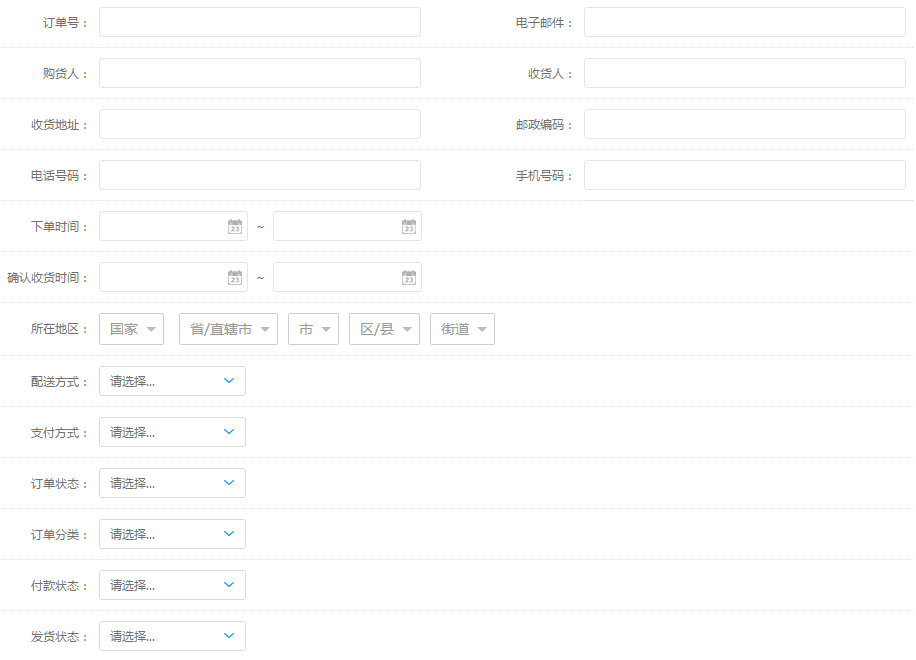 订单号： 电子邮件：
购货人： 收货人：
收货地址： 邮政编码：
电话号码： 手机号码：
下单时间： 23 ~ 23
确认收货时间： 23 ~ 23
所在地区： 国家 省/直辖市 市 区/县 街道
配送方式： 请选择...
支付方式： 请选择...
订单状态： 请选择...
订单分类： 请选择...
付款状态： 请选择...
发货状态： 请选择...